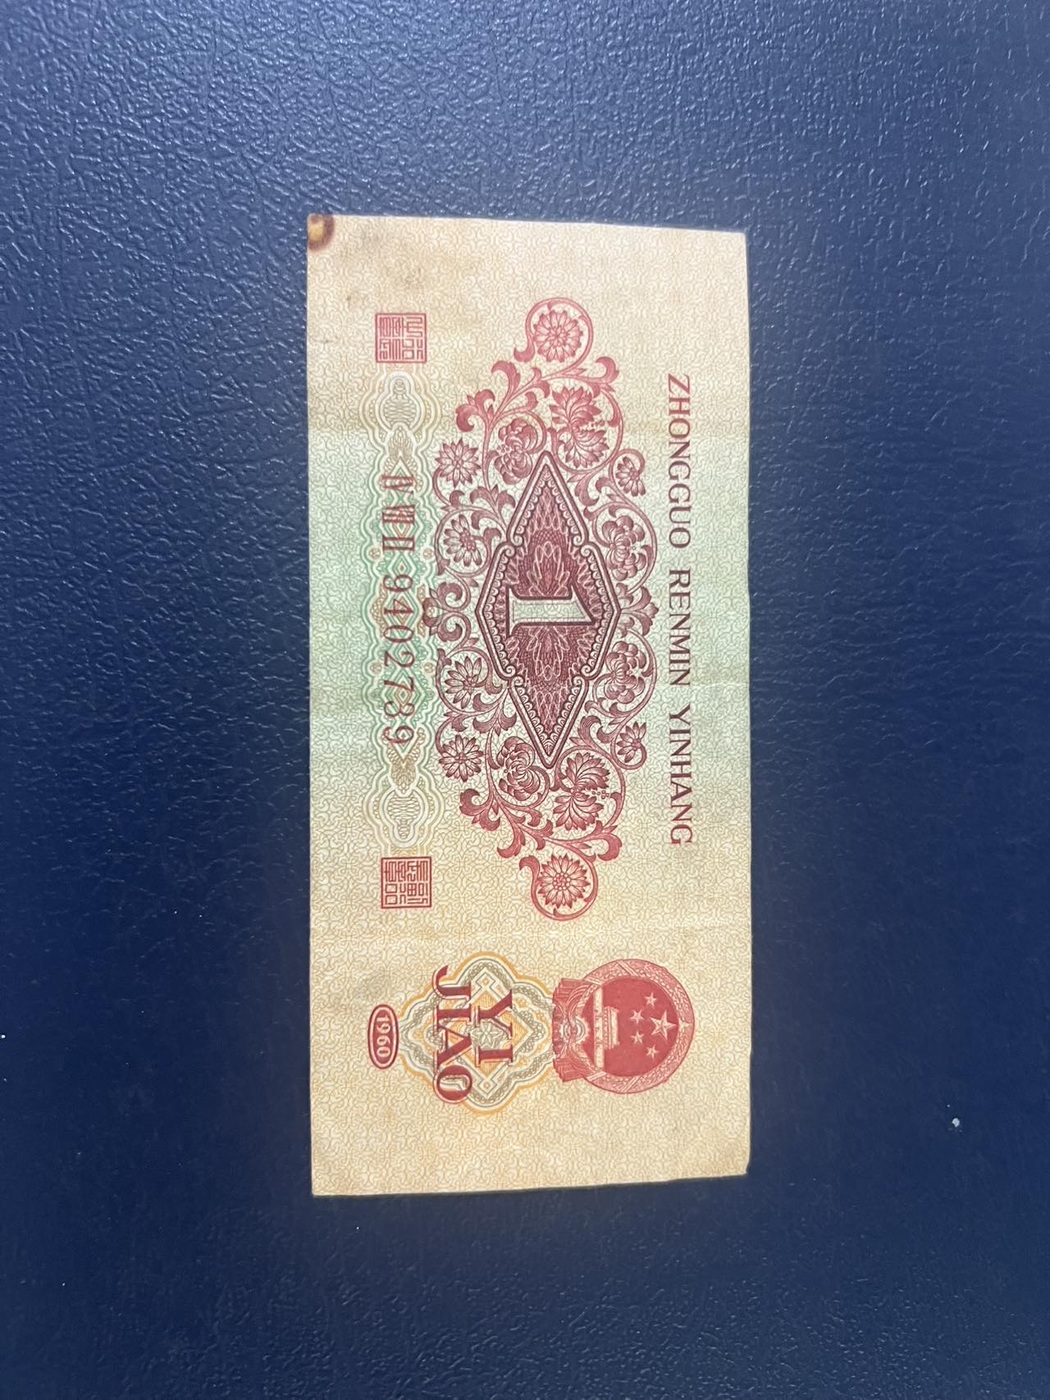 ZHONGGUO RENMIN YINHANG
1
9402789
YI
JIAO
1960